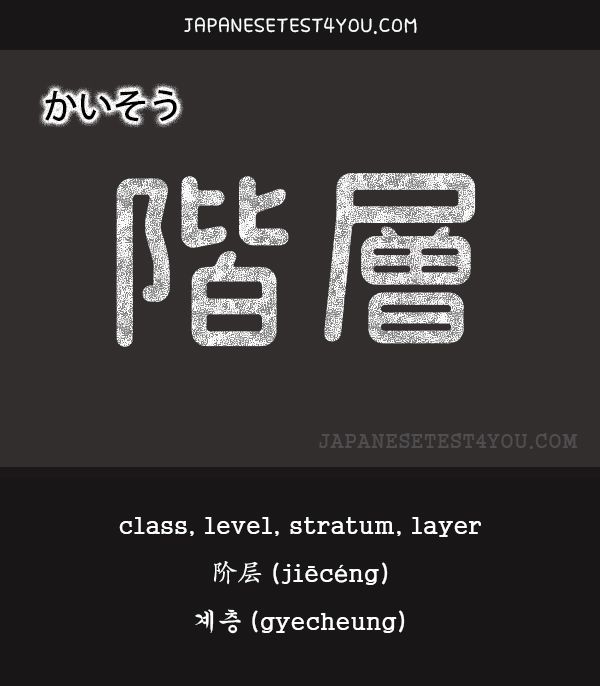 JAPANESETEST4YOU.COM
かいそう
階層
JAPANESETEST4YOU.COM
class, level, stratum, layer
阶层 (jiēcéng)
계층 (gyecheung)